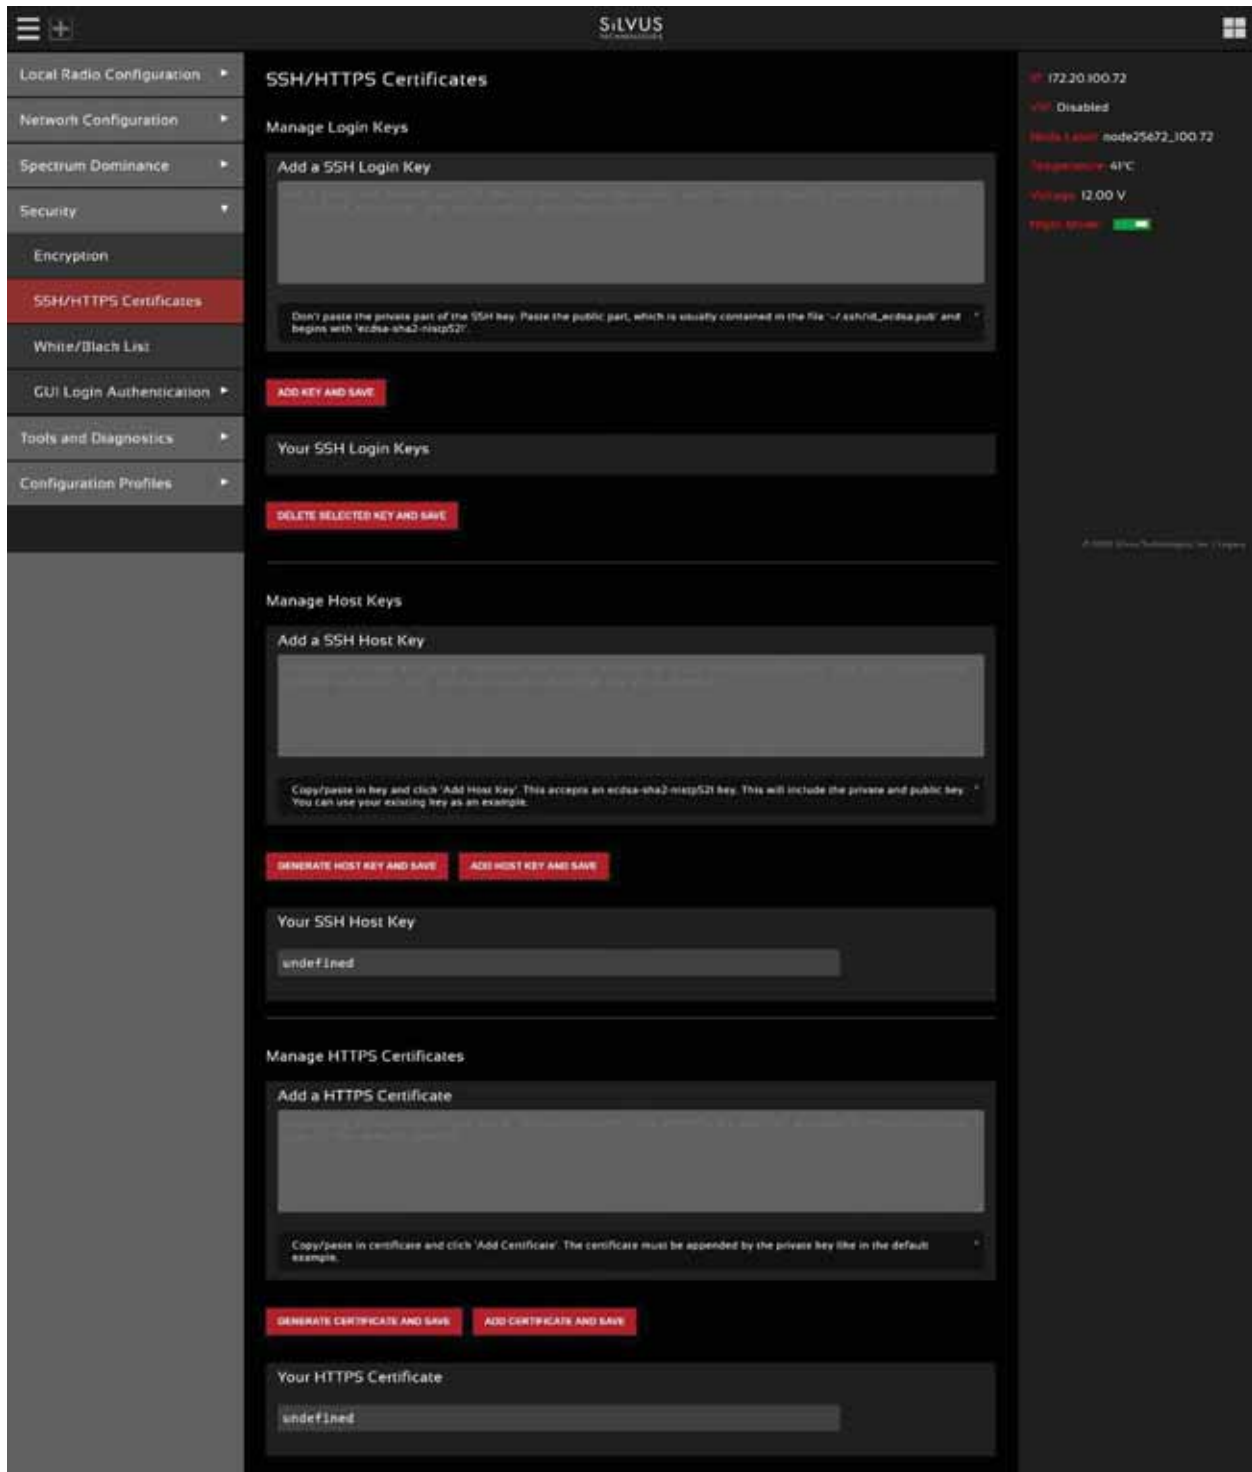 SiLVUS
TECHNOLOGIES
Local Radio Configuration
Network Configuration
Spectrum Dominance
Security
Encryption
SSH/HTTPS Certificates
White/Black List
GUI Login Authentication
Tools and Diagnostics
Configuration Profiles
SSH/HTTPS Certificates
Manage Login Keys
Add a SSH Login Key
Don't paste the private part of the SSH key. Paste the public part, which is usually contained in the file '~/.ssh/id_ecdsa.pub' and
begins with 'ecdsa-sha2-nistp521'.
ADD KEY AND SAVE
Your SSH Login Keys
DELETE SELECTED KEY AND SAVE
Manage Host Keys
Add a SSH Host Key
Copy/paste in key and click 'Add Host Key'. This accepts an ecdsa-sha2-nistp521 key. This will include the private and public key.
You can use your existing key as an example.
GENERATE HOST KEY AND SAVE ADD HOST KEY AND SAVE
Your SSH Host Key
undefined
Manage HTTPS Certificates
Add a HTTPS Certificate
Copy/paste in certificate and click 'Add Certificate'. The certificate must be appended by the private key like in the default
example.
GENERATE CERTIFICATE AND SAVE ADD CERTIFICATE AND SAVE
Your HTTPS Certificate
undefined
IP: 172.20.100.72
VIP: Disabled
Node Label: node25672_100.72
Temperature: 41°C
Voltage: 12.00 V
Night Mode: